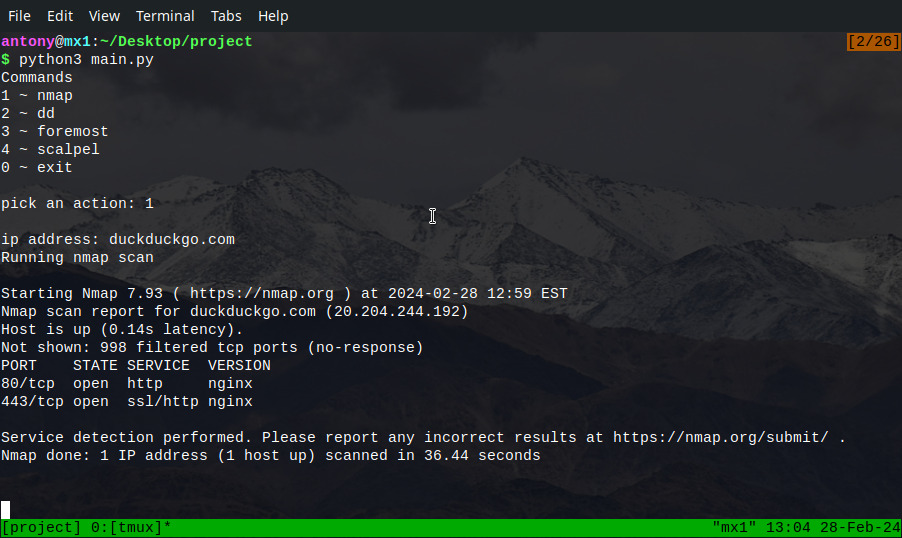 File Edit View Terminal Tabs Help
antony@mx1:~/Desktop/project [2/26]
$ python3 main.py
Commands
1 ~ nmap
2 ~ dd
3 ~ foremost
4 ~ scalpel
0 ~ exit
pick an action: 1
ip address: duckduckgo.com
Running nmap scan
Starting Nmap 7.93 ( https://nmap.org ) at 2024-02-28 12:59 EST
Nmap scan report for duckduckgo.com (20.204.244.192)
Host is up (0.14s latency).
Not shown: 998 filtered tcp ports (no-response)
PORT    STATE SERVICE  VERSION
80/tcp  open  http     nginx
443/tcp open  ssl/http nginx
Service detection performed. Please report any incorrect results at https://nmap.org/submit/ .
Nmap done: 1 IP address (1 host up) scanned in 36.44 seconds
[project] 0:[tmux]* "mx1" 13:04 28-Feb-24